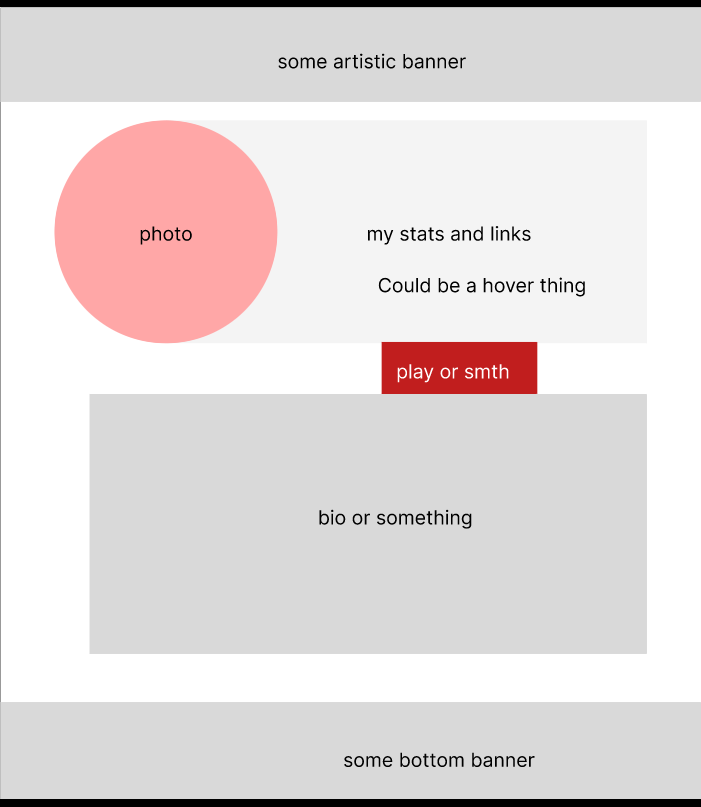 some artistic banner
photo
my stats and links
Could be a hover thing
play or smth
bio or something
some bottom banner